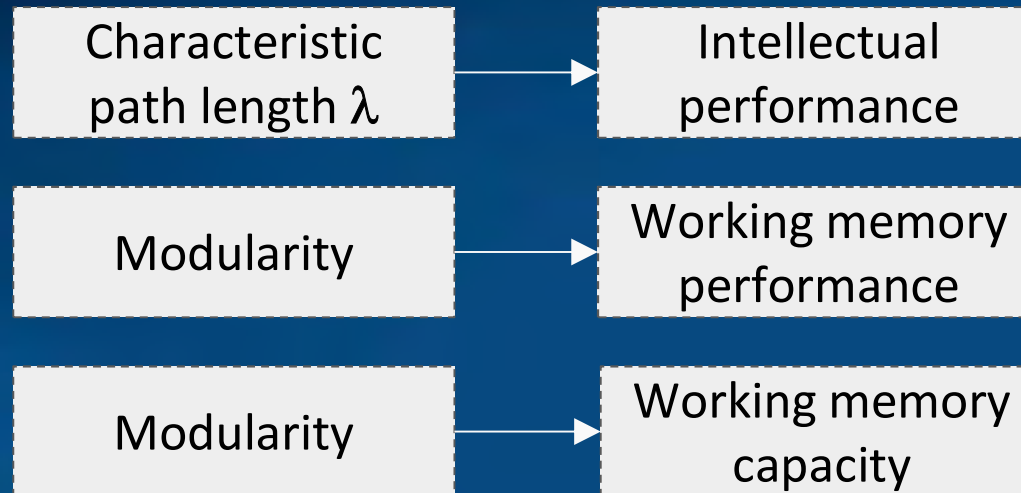 Characteristic
path length λ
Intellectual
performance
Modularity
Working memory
performance
Modularity
Working memory
capacity